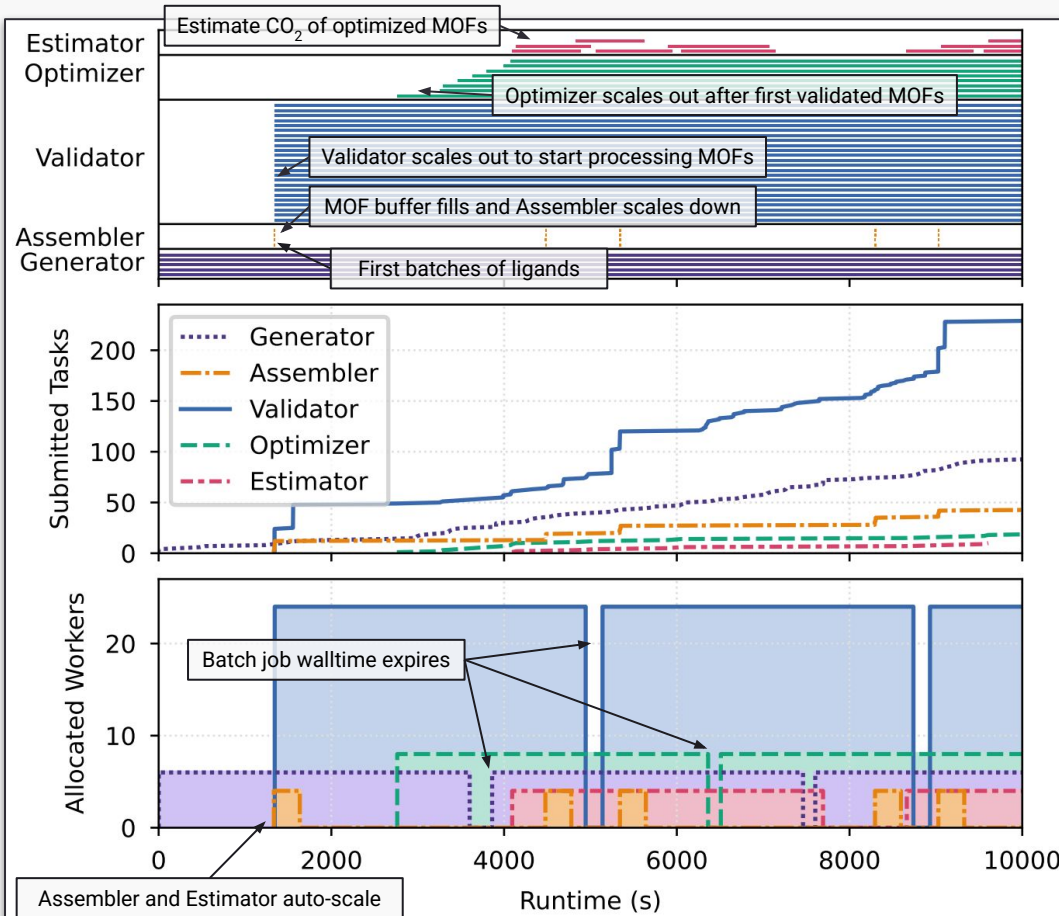 Estimate CO2 of optimized MOFs
Estimator
Optimizer
Optimizer scales out after first validated MOFs
Validator
Validator scales out to start processing MOFs
MOF buffer fills and Assembler scales down
Assembler
Generator
First batches of ligands
Submitted Tasks
200
150
100
50
0
Generator
Assembler
Validator
Optimizer
Estimator
Allocated Workers
20
10
0
Batch job walltime expires
0 2000 4000 6000 8000 10000
Runtime (s)
Assembler and Estimator auto-scale